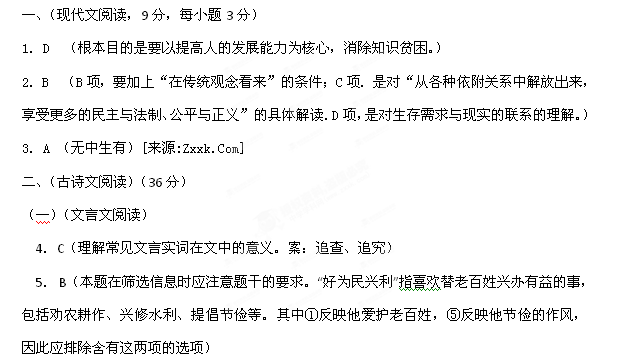 一、（现代文阅读，9分，每小题3分）
1. D （根本目的是要以提高人的发展能力为核心，消除知识贫困。）
2. B （B项，要加上“在传统观念看来”的条件；C项. 是对“从各种依附关系中解放出来，
享受更多的民主与法制、公平与正义”的具体解读. D项，是对生存需求与现实的联系的理解。）
3. A （无中生有）[来源:Zxxk.Com]
二、（古诗文阅读）（36分）
（一）（文言文阅读）
4. C（理解常见文言实词在文中的意义。案：追查、追究）
5. B（本题在筛选信息时应注意题干的要求。“好为民兴利”指喜欢替老百姓兴办有益的事，
包括劝农耕作、兴修水利、提倡节俭等。其中①反映他爱护老百姓，⑤反映他节俭的作风，
因此应排除含有这两项的选项）